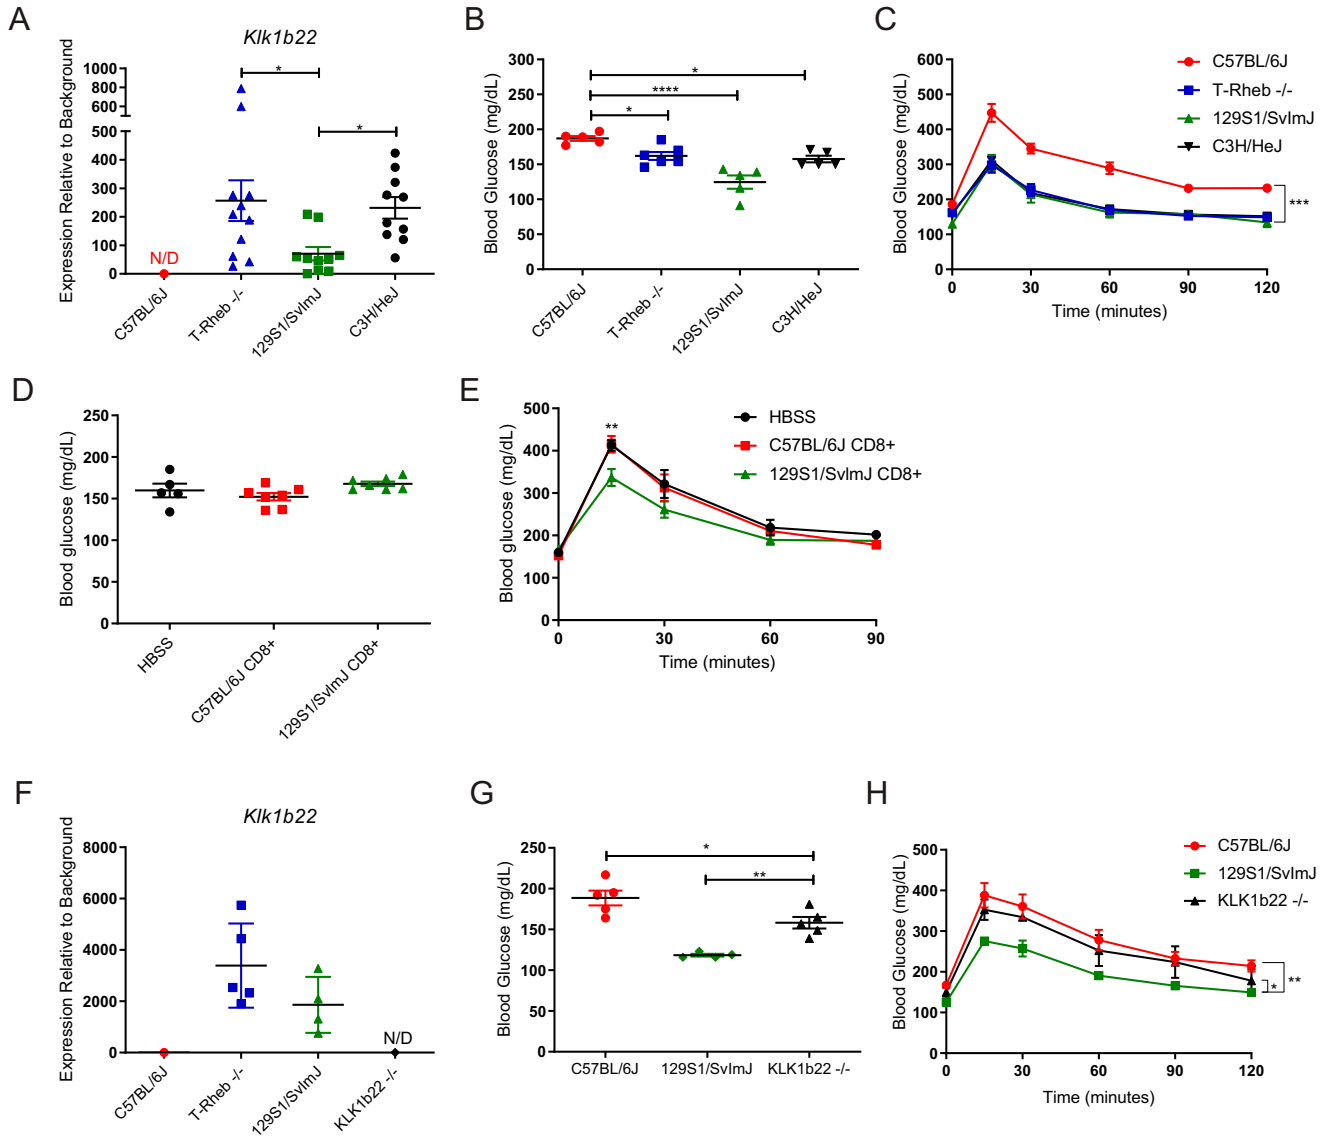 A
Klk1b22
Expression Relative to Background
1000
800
600
500
400
300
200
100
0
N/D
*
*
C57BL/6J
T-Rheb -/-
129S1/SvImJ
C3H/HeJ
B
Blood Glucose (mg/dL)
300
250
200
150
100
50
0
*
****
*
C57BL/6J
T-Rheb -/-
129S1/SvImJ
C3H/HeJ
C
Blood Glucose (mg/dL)
600
500
400
300
200
100
0
0
30
60
90
120
Time (minutes)
C57BL/6J
T-Rheb -/-
129S1/SvImJ
C3H/HeJ
***
D
Blood glucose (mg/dL)
250
200
150
100
50
0
HBSS
C57BL/6J CD8+
129S1/SvImJ CD8+
E
Blood glucose (mg/dL)
500
400
300
200
100
0
**
0
30
60
90
Time (minutes)
HBSS
C57BL/6J CD8+
129S1/SvImJ CD8+
F
Klk1b22
Expression Relative to Background
8000
6000
4000
2000
0
N/D
C57BL/6J
T-Rheb -/-
129S1/SvImJ
KLK1b22 -/-
G
Blood Glucose (mg/dL)
250
200
150
100
50
0
*
**
C57BL/6J
129S1/SvImJ
KLK1b22 -/-
H
Blood Glucose (mg/dL)
500
400
300
200
100
0
0
30
60
90
120
Time (minutes)
C57BL/6J
129S1/SvImJ
KLK1b22 -/-
*
**